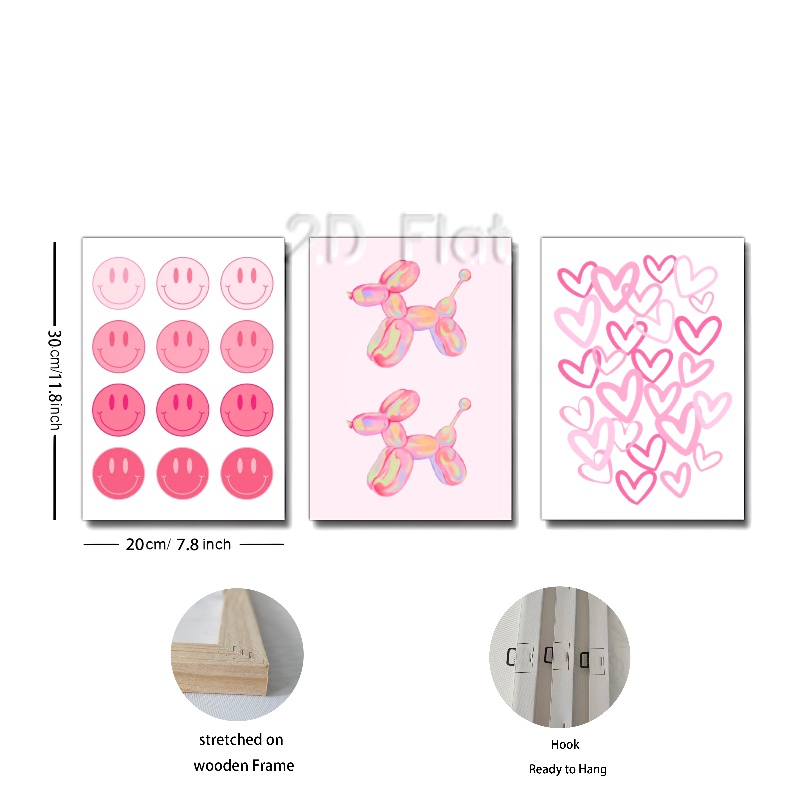 2D Flat
30cm/11.8inch
20cm/ 7.8 inch
stretched on
wooden Frame
Hook
Ready to Hang